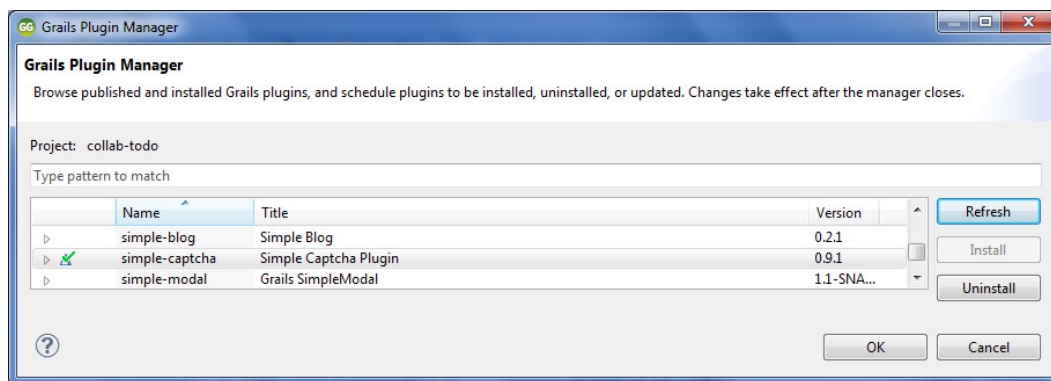 GG Grails Plugin Manager
Grails Plugin Manager
Browse published and installed Grails plugins, and schedule plugins to be installed, uninstalled, or updated. Changes take effect after the manager closes.
Project: collab-todo
Type pattern to match
Name Title Version
simple-blog Simple Blog 0.2.1
simple-captcha Simple Captcha Plugin 0.9.1
simple-modal Grails SimpleModal 1.1-SNA...
Refresh
Install
Uninstall
?
OK Cancel